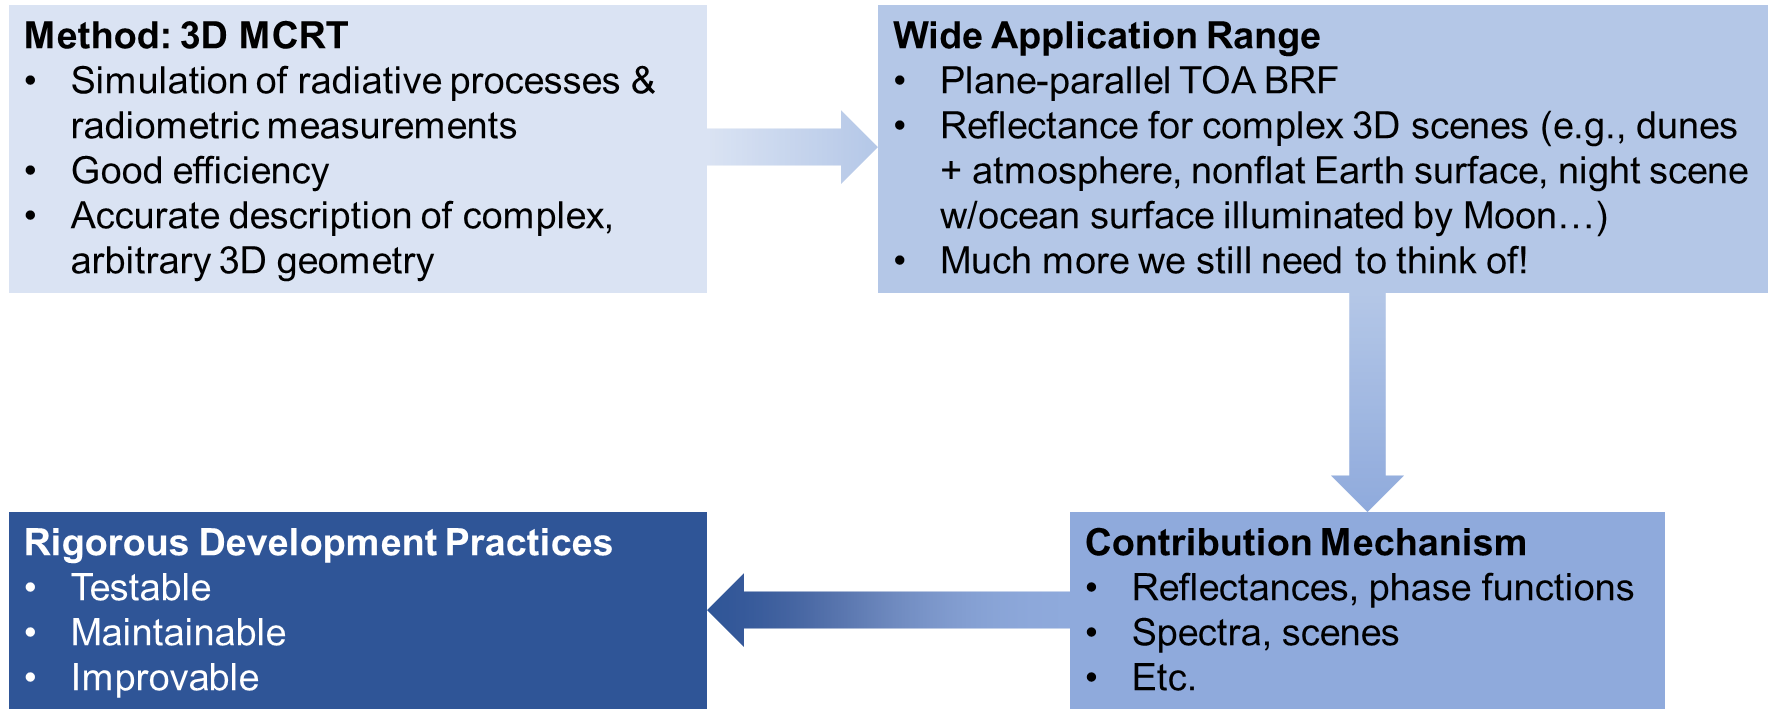 Method: 3D MCRT
• Simulation of radiative processes &
radiometric measurements
• Good efficiency
• Accurate description of complex,
arbitrary 3D geometry
Wide Application Range
• Plane-parallel TOA BRF
• Reflectance for complex 3D scenes (e.g., dunes
+ atmosphere, nonflat Earth surface, night scene
w/ocean surface illuminated by Moon…)
• Much more we still need to think of!
Contribution Mechanism
• Reflectances, phase functions
• Spectra, scenes
• Etc.
Rigorous Development Practices
• Testable
• Maintainable
• Improvable